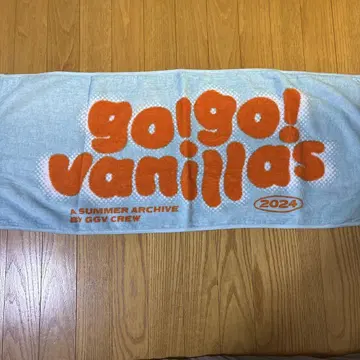 go!go!
vanillas
A SUMMER ARCHIVE
BY GGV CREW
2024